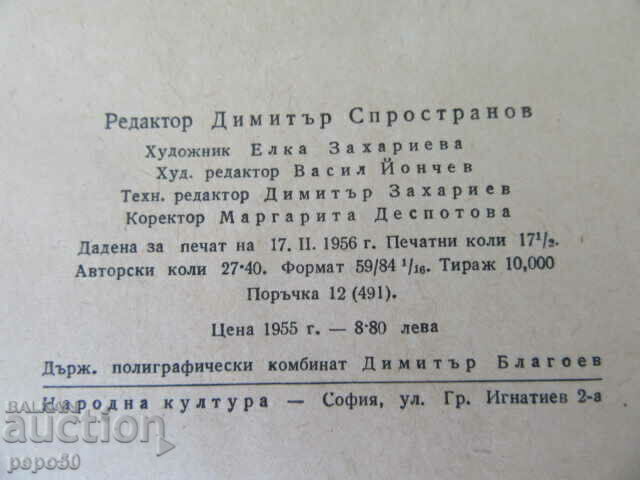 Редактор Димитър Спространов
Художник Елка Захариева
Худ. редактор Васил Йончев
Техн. редактор Димитър Захариев
Коректор Маргарита Деспотова
Дадена за печат на 17. II. 1956 г. Печатни коли 17¹/₂.
Авторски коли 27·40. Формат 59/84 ¹/₁₆. Тираж 10,000
Поръчка 12 (491).
Цена 1955 г. — 8·80 лева
Държ. полиграфически комбинат Димитър Благоев
Народна култура — София, ул. Гр. Игнатиев 2-а
BALKAN
auction
papo50